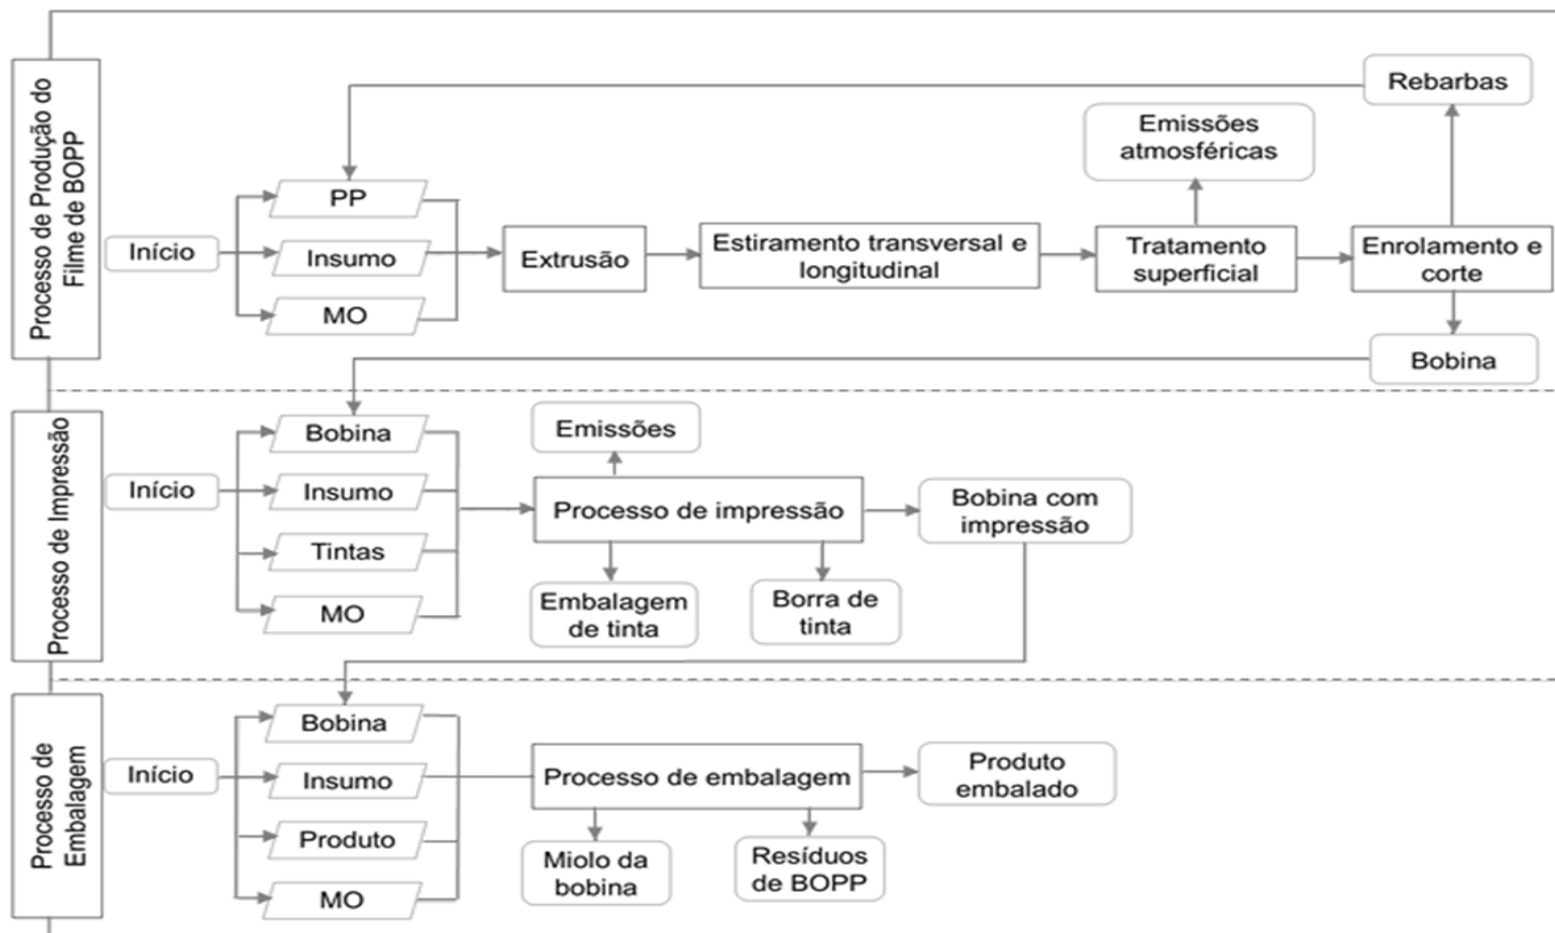 Processo de Produção do
Filme de BOPP
Rebarbas
Emissões
atmosféricas
PP
Início
Insumo
MO
Extrusão
Estiramento transversal e
longitudinal
Tratamento
superficial
Enrolamento e
corte
Bobina
Processo de Impressão
Início
Bobina
Insumo
Tintas
MO
Emissões
Processo de impressão
Bobina com
impressão
Embalagem
de tinta
Borra de
tinta
Processo de
Embalagem
Início
Bobina
Insumo
Produto
MO
Processo de embalagem
Produto
embalado
Miolo da
bobina
Resíduos
de BOPP